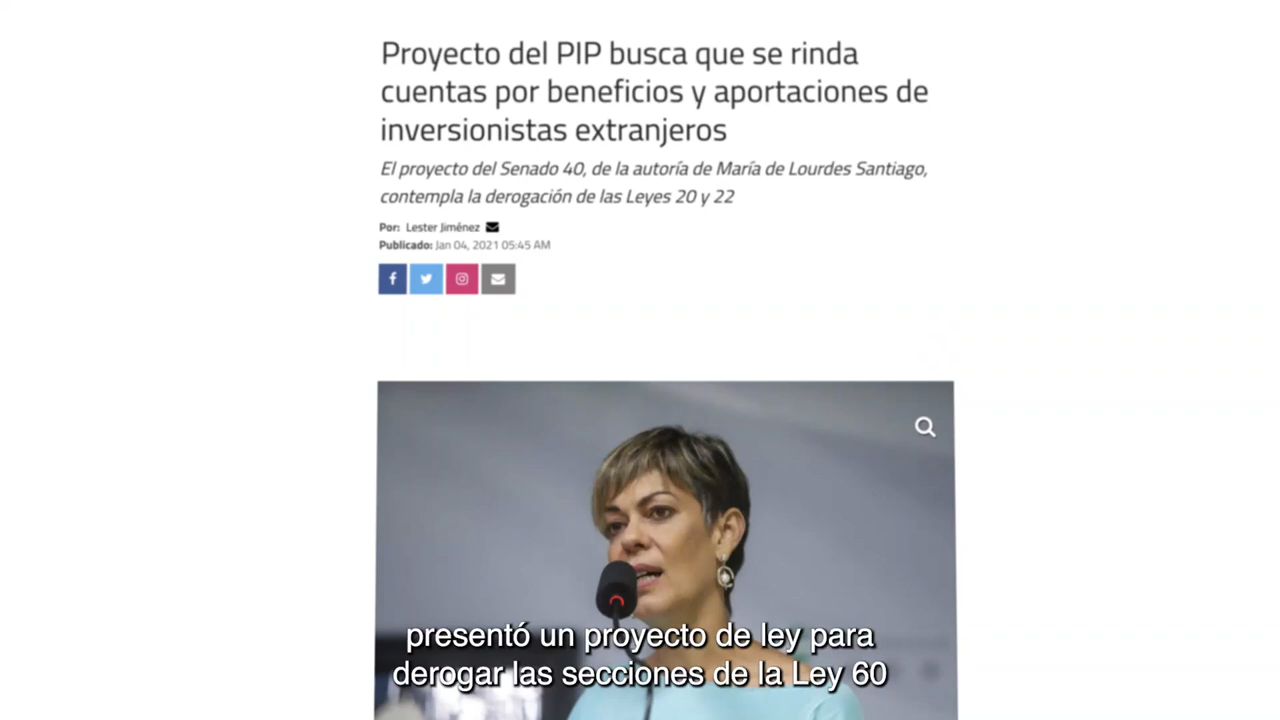 Proyecto del PIP busca que se rinda
cuentas por beneficios y aportaciones de
inversionistas extranjeros
El proyecto del Senado 40, de la autoría de María de Lourdes Santiago,
contempla la derogación de las Leyes 20 y 22
Por: Lester Jiménez
Publicado: Jan 04, 2021 05:45 AM
presentó un proyecto de ley para
derogar las secciones de la Ley 60